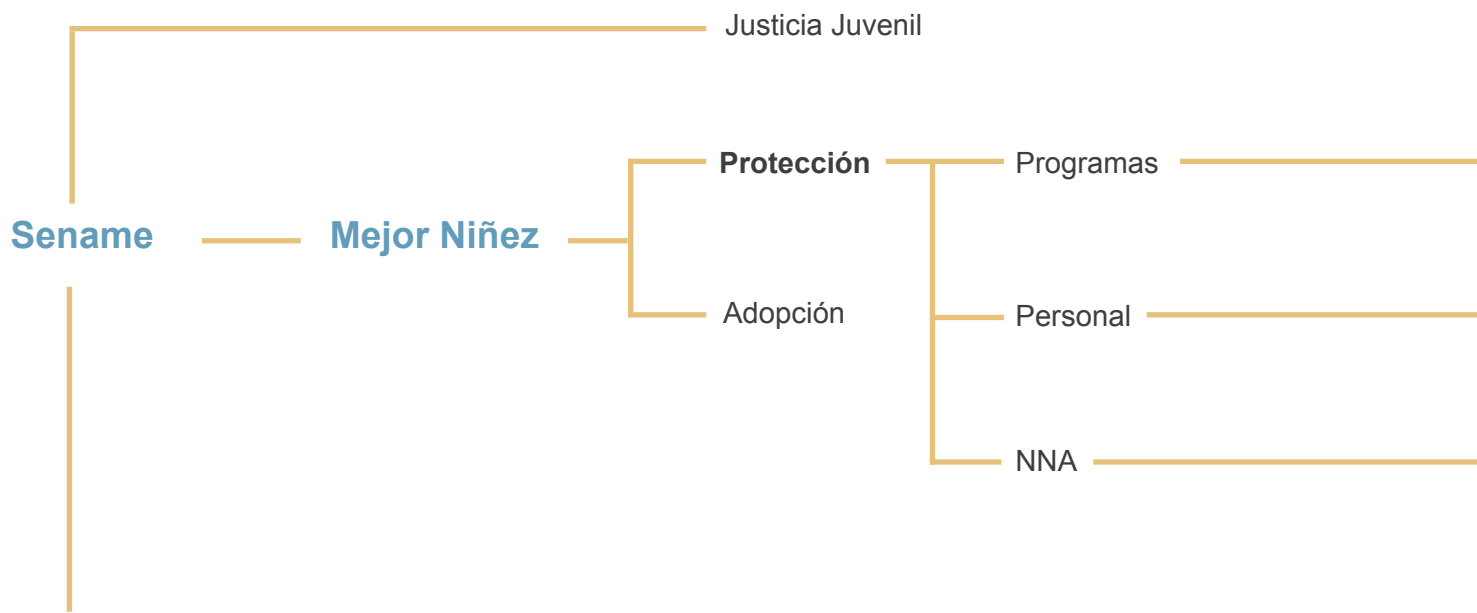 Justicia Juvenil
Protección
Programas
Sename
Mejor Niñez
Adopción
Personal
NNA